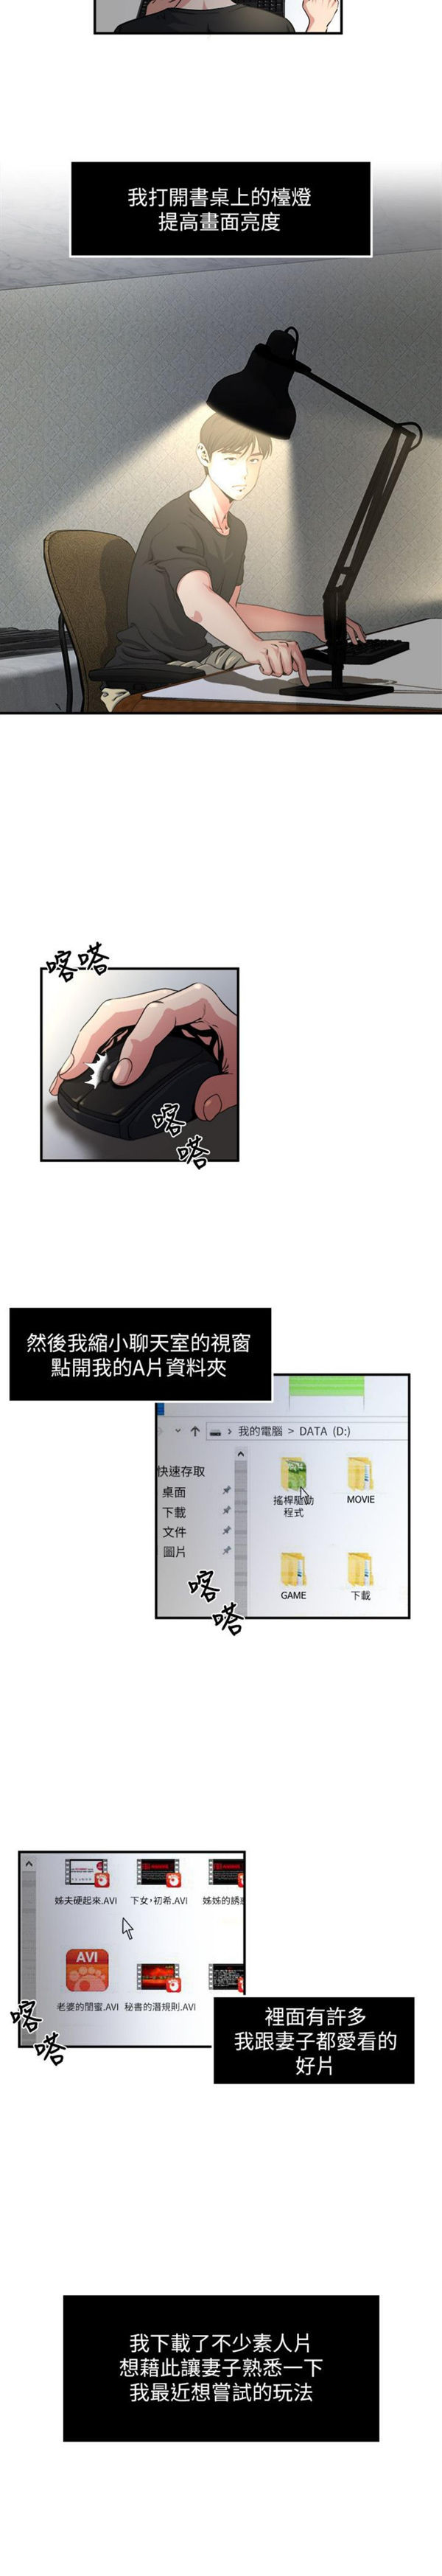 我打開書桌上的檯燈
提高畫面亮度
喀嗒
喀
嗒
然後我縮小聊天室的視窗
點開我的A片資料夾
我的電腦 > DATA (D:)
快速存取
桌面
下載
文件
圖片
搖桿驅動
程式
MOVIE
GAME
下載
喀
嗒
姊夫硬起來.AVI
下女,初希.AVI
姊姊的誘
AVI
老婆的閨蜜.AVI
秘書的潛規則.AVI
喀
嗒
裡面有許多
我跟妻子都愛看的
好片
我下載了不少素人片
想藉此讓妻子熟悉一下
我最近想嘗試的玩法